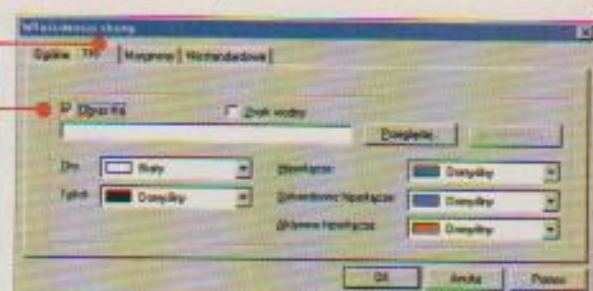 Właściwości strony
Ogólne Tło Marginesy Niestandardowe
Obraz tła Znak wodny
Przeglądaj...
Tło: Biały Hiperłącze: Domyślny
Tekst: Domyślny Odwiedzone hiperłącze: Domyślny
Aktywne hiperłącze: Domyślny
OK Anuluj Pomoc